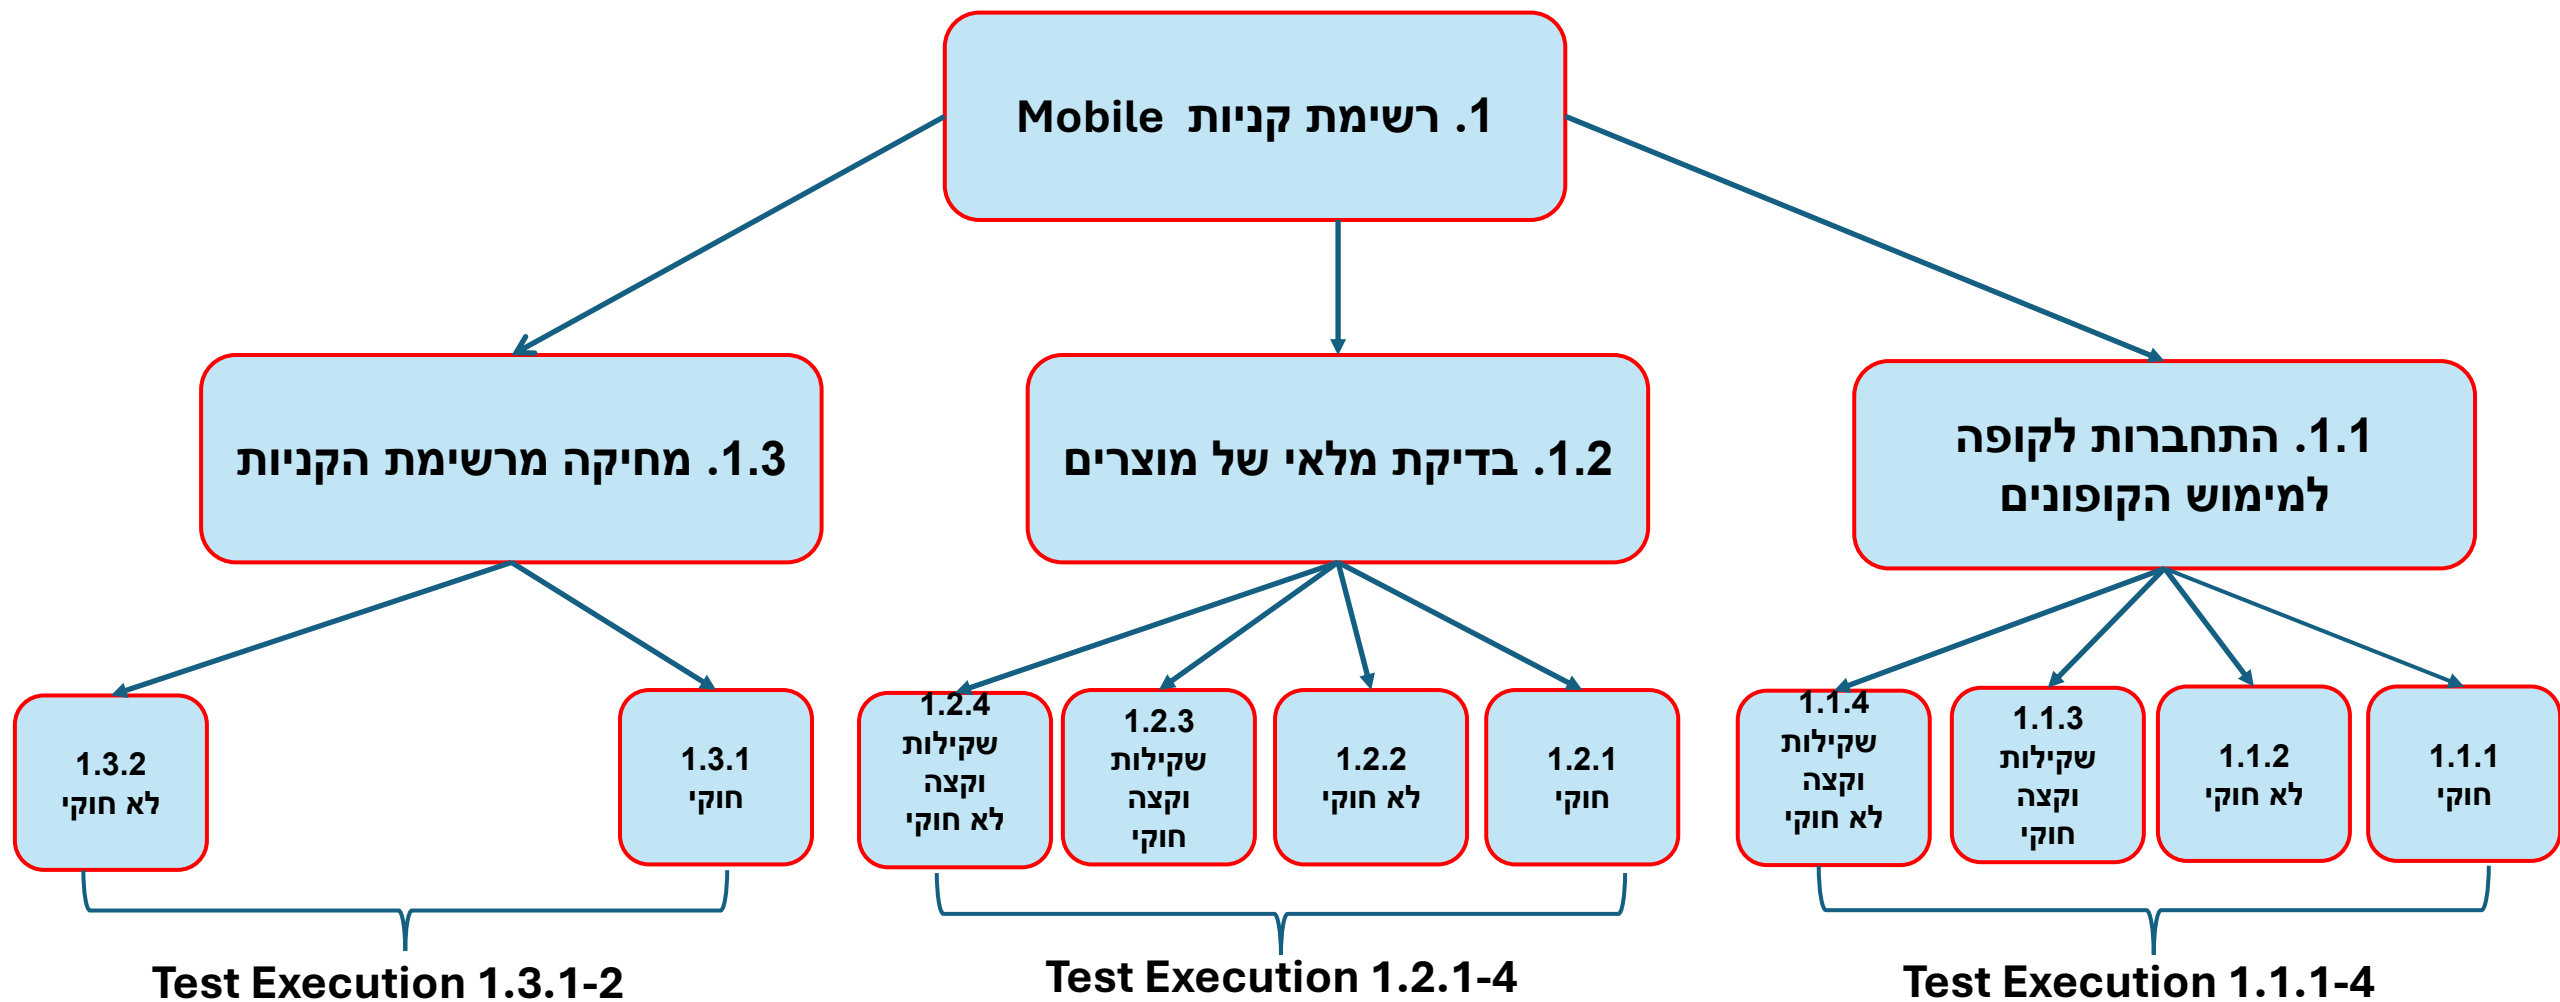 1. רשימת קניות Mobile
1.1. התחברות לקופה
למימוש הקופונים
1.2. בדיקת מלאי של מוצרים
1.3. מחיקה מרשימת הקניות
1.1.1
חוקי
1.1.2
לא חוקי
1.1.3
שקילות
וקצה
חוקי
1.1.4
שקילות
וקצה
לא חוקי
1.2.1
חוקי
1.2.2
לא חוקי
1.2.3
שקילות
וקצה
חוקי
1.2.4
שקילות
וקצה
לא חוקי
1.3.1
חוקי
1.3.2
לא חוקי
Test Execution 1.1.1-4
Test Execution 1.2.1-4
Test Execution 1.3.1-2